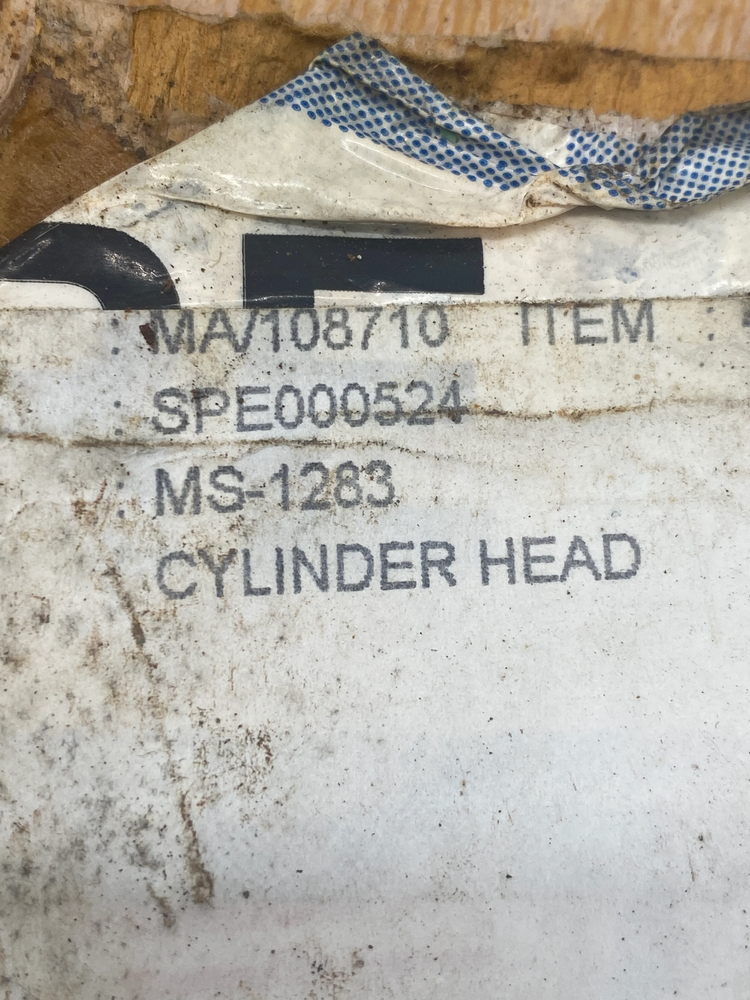 : MA/108710 ITEM :
: SPE000524
: MS-1283
CYLINDER HEAD